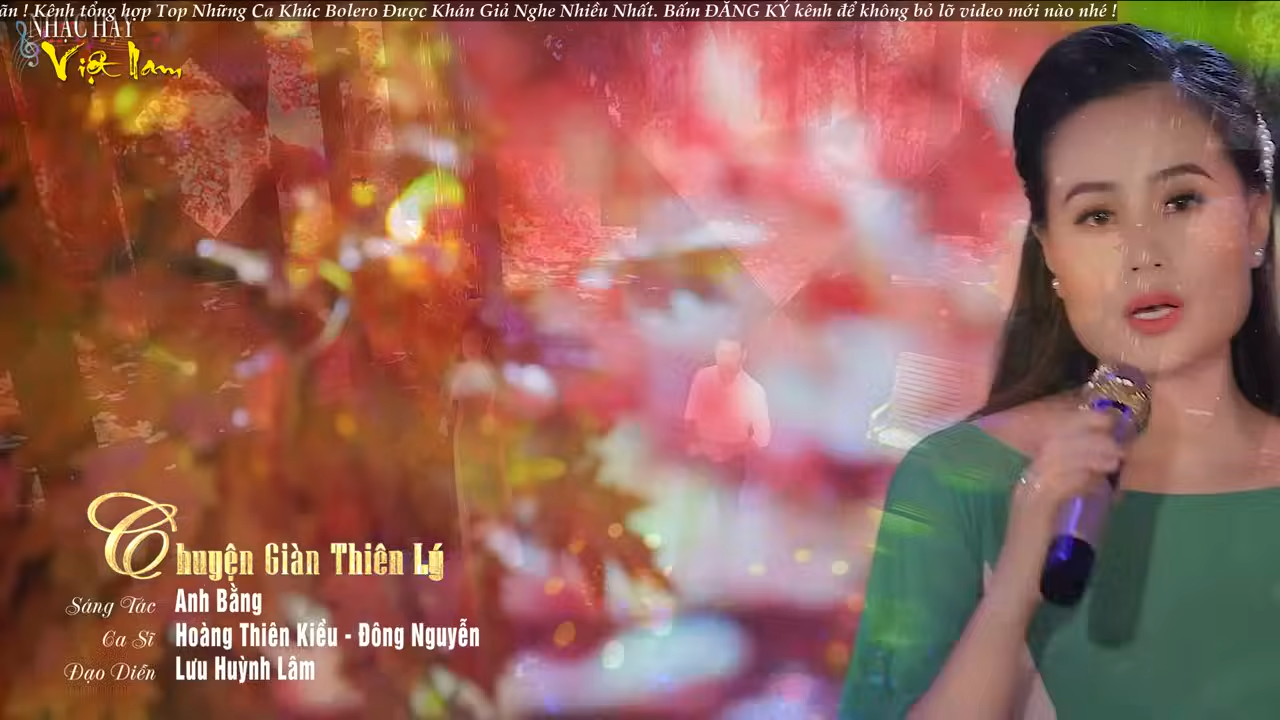 ãn ! Kênh tổng hợp Top Những Ca Khúc Bolero Được Khán Giả Nghe Nhiều Nhất. Bấm ĐĂNG KÝ kênh để không bỏ lỡ video mới nào nhé !
NHẠC HAY
Việt Nam
Chuyện Giàn Thiên Lý
Sáng Tác Anh Bằng
Ca Sĩ Hoàng Thiên Kiều - Đông Nguyễn
Đạo Diễn Lưu Huỳnh Lâm